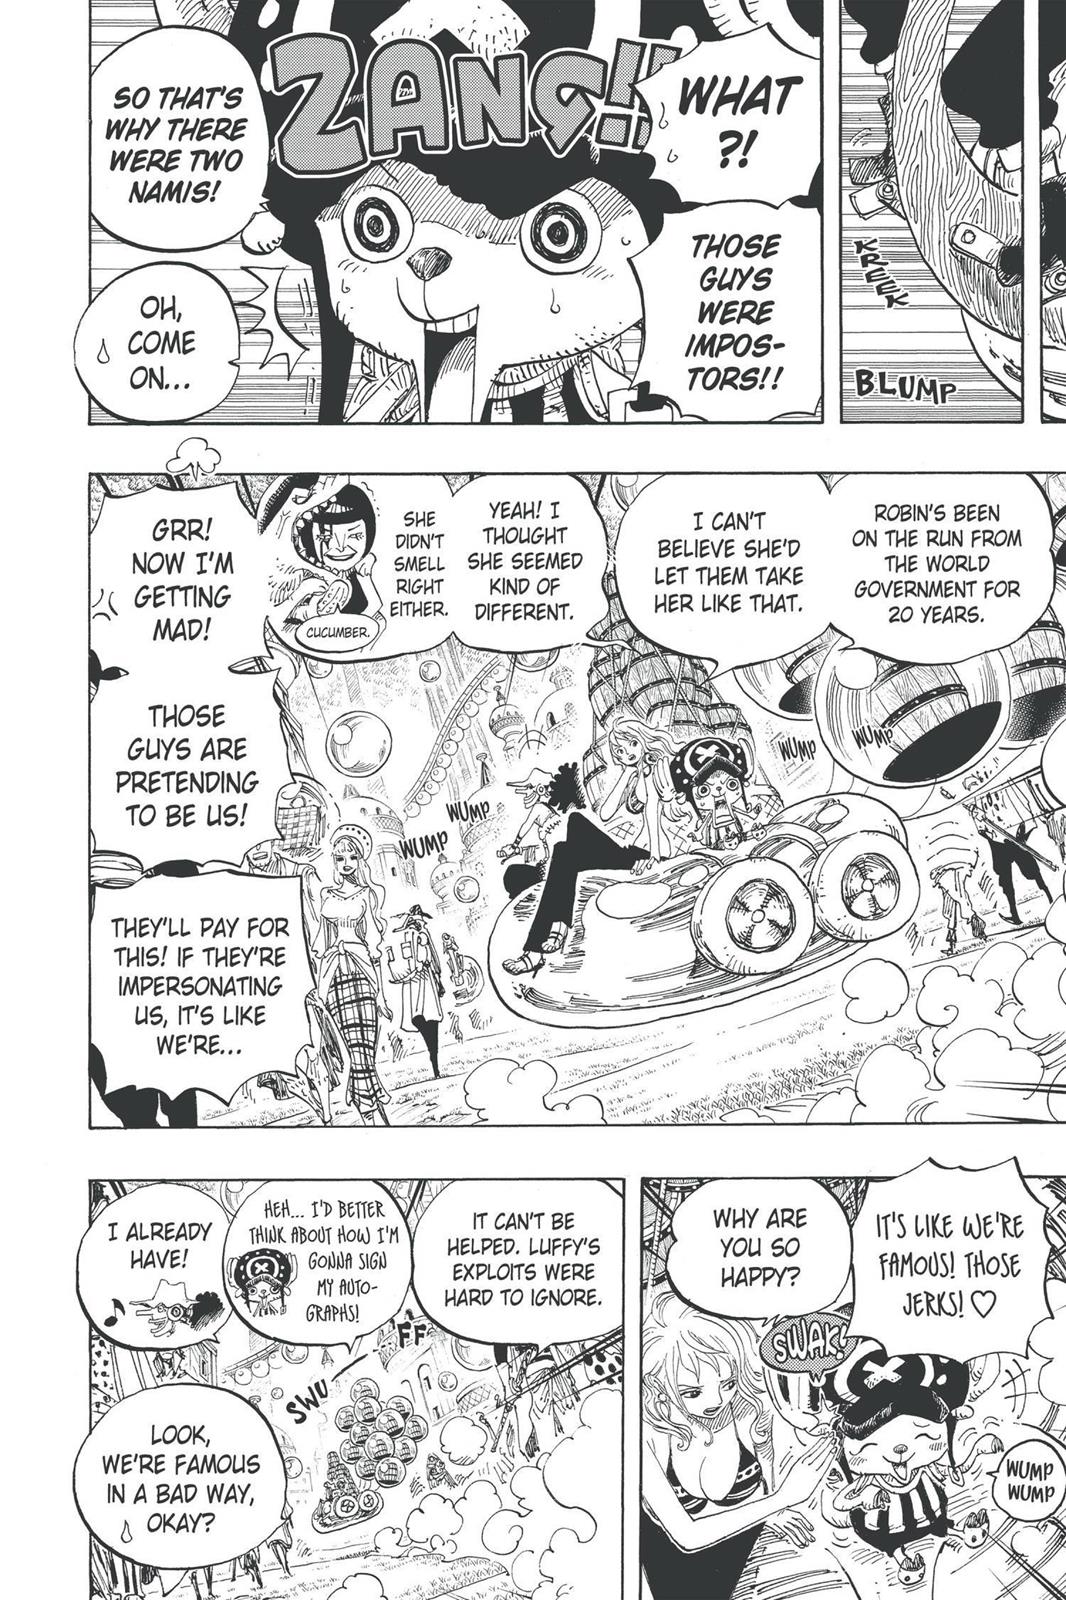 KREEK
BLUMP
WHAT
?!
THOSE
GUYS
WERE
IMPOS-
TORS!!
ZANG!!
SO THAT'S
WHY THERE
WERE TWO
NAMIS!
OH,
COME
ON...
ROBIN'S BEEN
ON THE RUN FROM
THE WORLD
GOVERNMENT FOR
20 YEARS.
I CAN'T
BELIEVE SHE'D
LET THEM TAKE
HER LIKE THAT.
YEAH! I
THOUGHT
SHE SEEMED
KIND OF
DIFFERENT.
SHE
DIDN'T
SMELL
RIGHT
EITHER.
CUCUMBER.
WUMP
WUMP
WUMP
WUMP
GRR!
NOW I'M
GETTING
MAD!
THOSE
GUYS ARE
PRETENDING
TO BE US!
THEY'LL PAY FOR
THIS! IF THEY'RE
IMPERSONATING
US, IT'S LIKE
WE'RE...
IT'S LIKE WE'RE
FAMOUS! THOSE
JERKS! ♡
WHY ARE
YOU SO
HAPPY?
SWAK!
WUMP
WUMP
IT CAN'T BE
HELPED. LUFFY'S
EXPLOITS WERE
HARD TO IGNORE.
HEH... I'D BETTER
THINK ABOUT HOW I'M
GONNA SIGN
MY AUTO-
GRAPHS!
I ALREADY
HAVE!
SWU
FF
LOOK,
WE'RE FAMOUS
IN A BAD WAY,
OKAY?